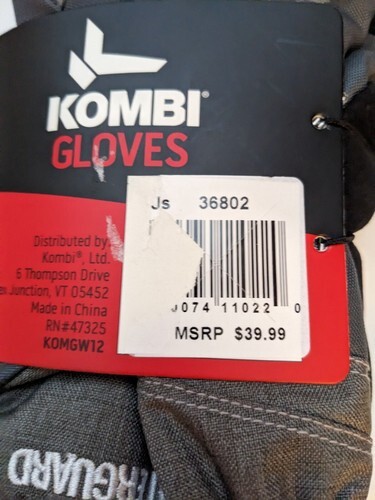 KOMBI®
GLOVES
Js 36802
Distributed by
Kombi®, Ltd.
6 Thompson Drive
Junction, VT 05452
Made in China
RN#47325
KOMGW12
0074 11022 0
MSRP $39.99